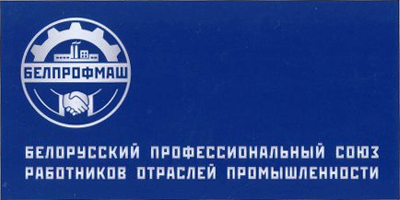 БЕЛПРОФМАШ
БЕЛОРУССКИЙ ПРОФЕССИОНАЛЬНЫЙ СОЮЗ
РАБОТНИКОВ ОТРАСЛЕЙ ПРОМЫШЛЕННОСТИ